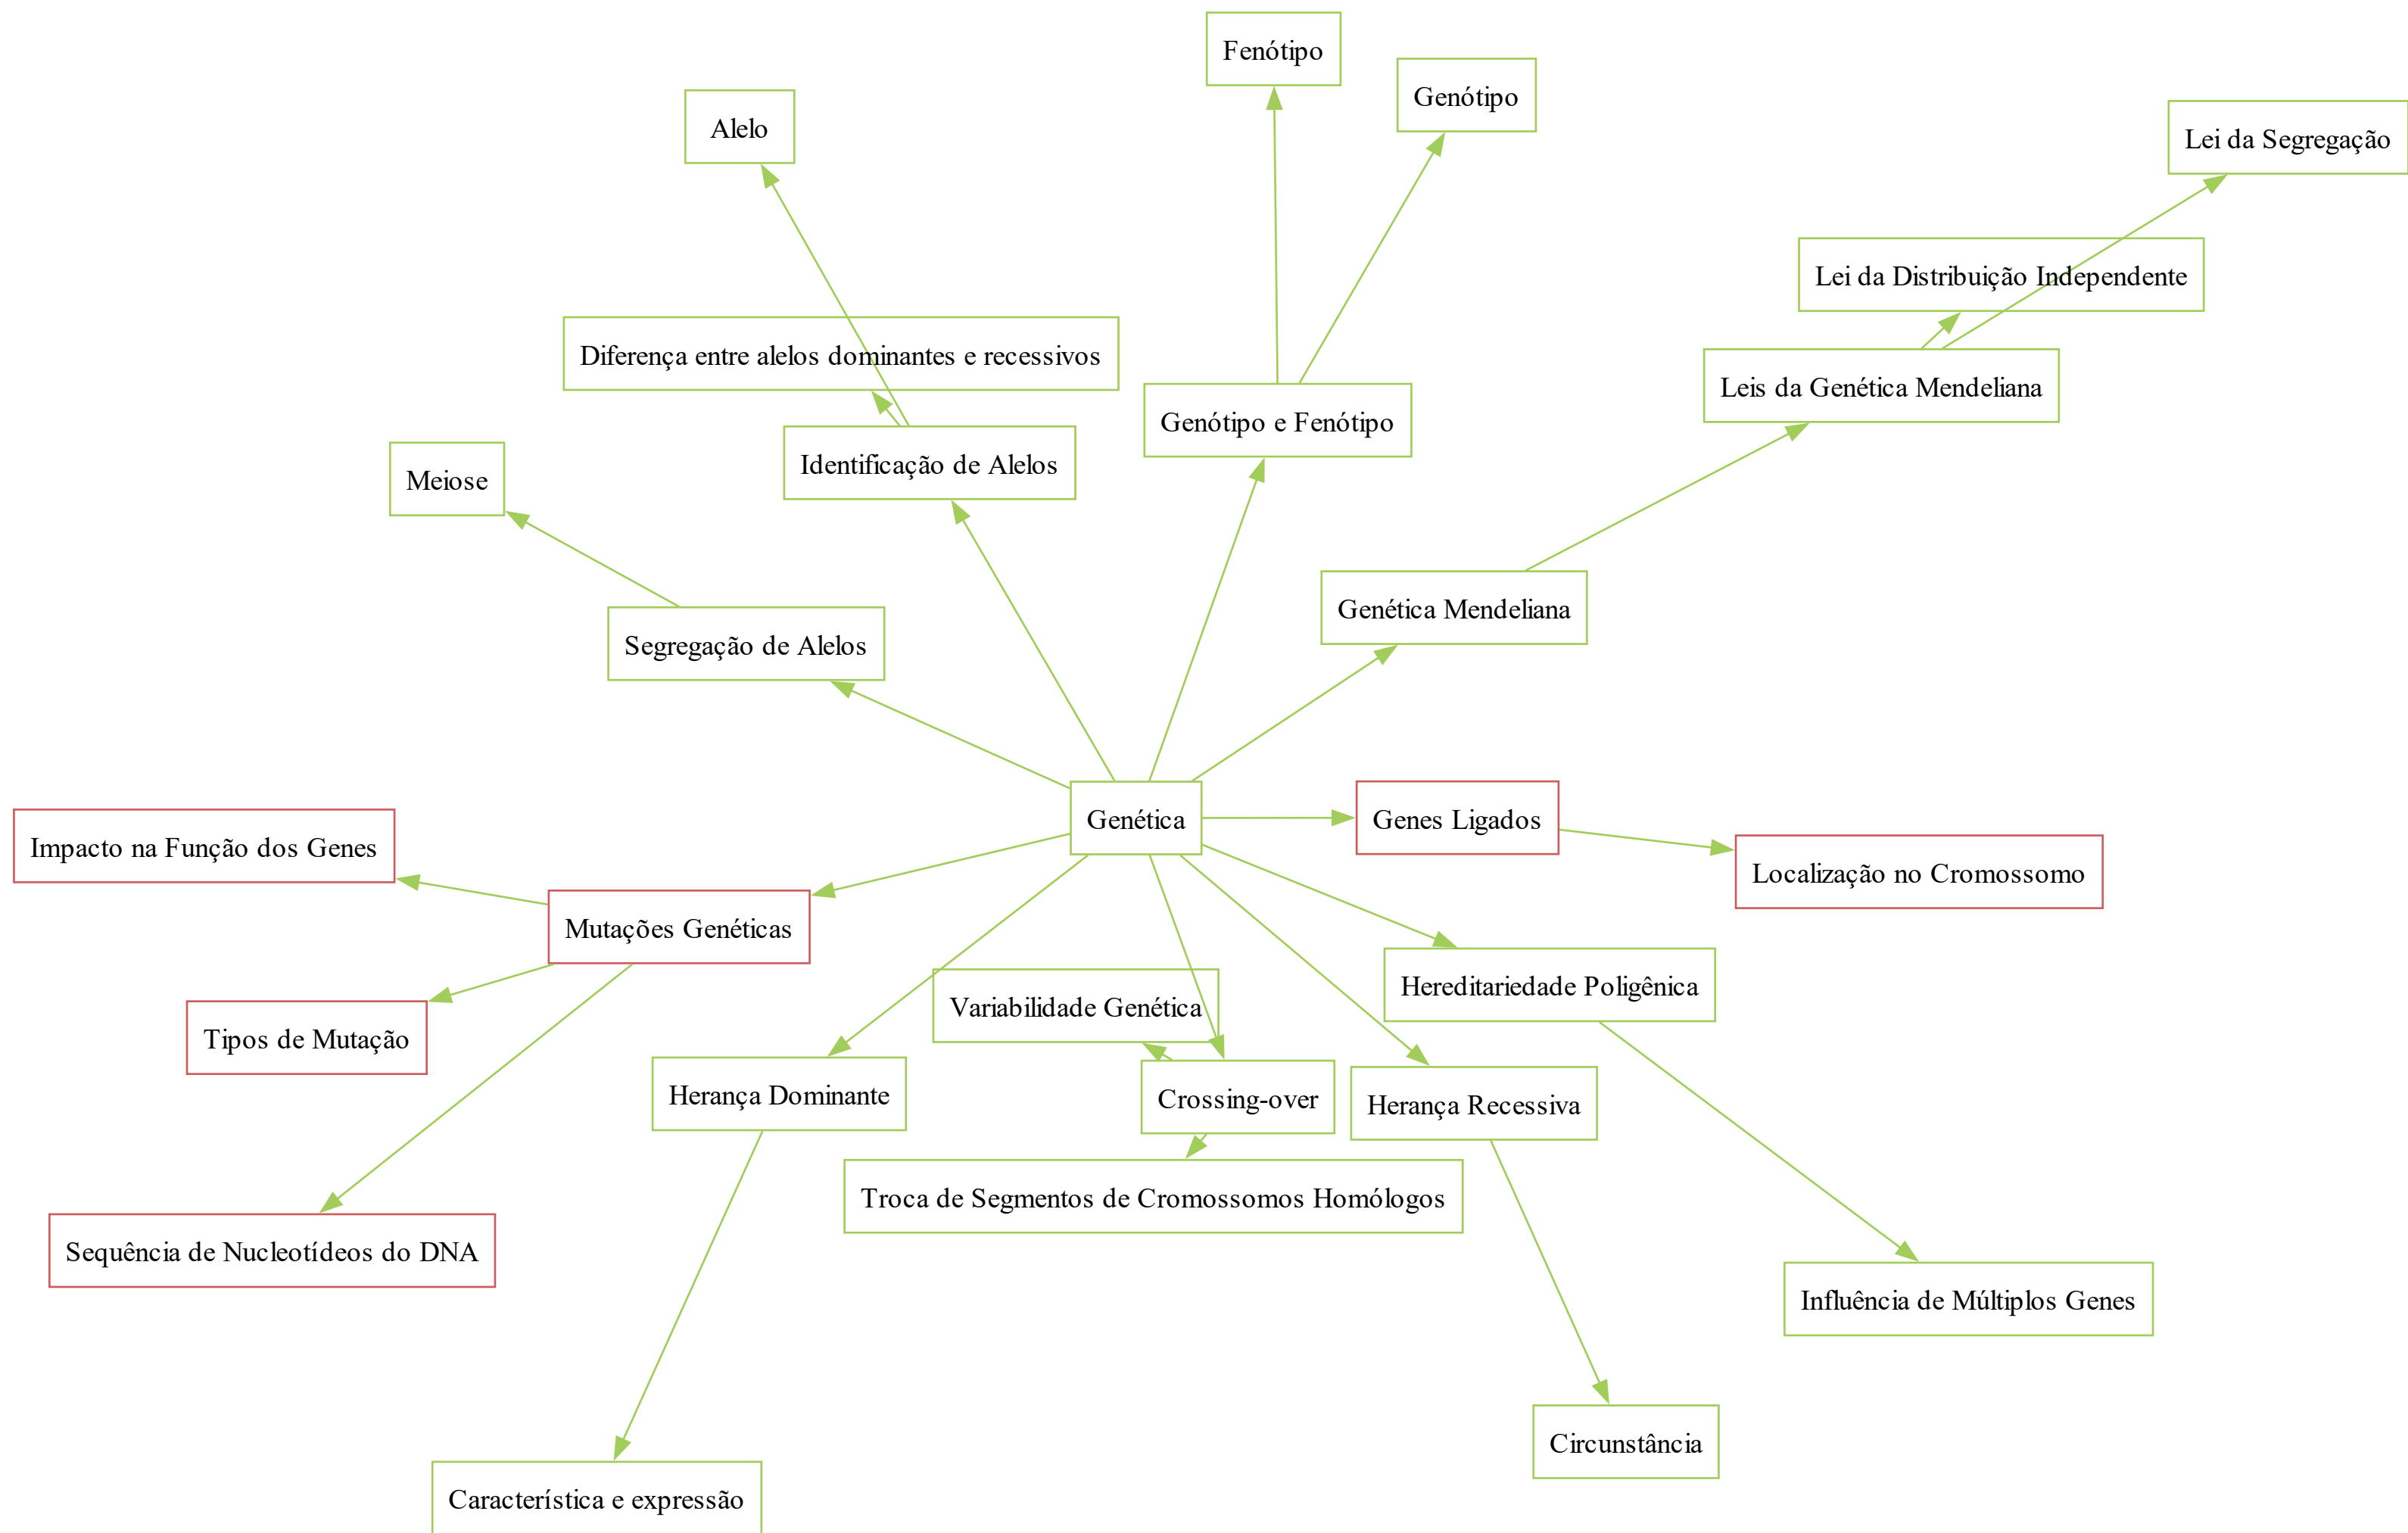 Fenótipo
Genótipo
Alelo
Lei da Segregação
Lei da Distribuição Independente
Diferença entre alelos dominantes e recessivos
Leis da Genética Mendeliana
Genótipo e Fenótipo
Identificação de Alelos
Meiose
Genética Mendeliana
Segregação de Alelos
Genética
Genes Ligados
Impacto na Função dos Genes
Localização no Cromossomo
Mutações Genéticas
Hereditariedade Poligênica
Variabilidade Genética
Tipos de Mutação
Herança Dominante
Crossing-over
Herança Recessiva
Troca de Segmentos de Cromossomos Homólogos
Sequência de Nucleotídeos do DNA
Influência de Múltiplos Genes
Circunstância
Característica e expressão